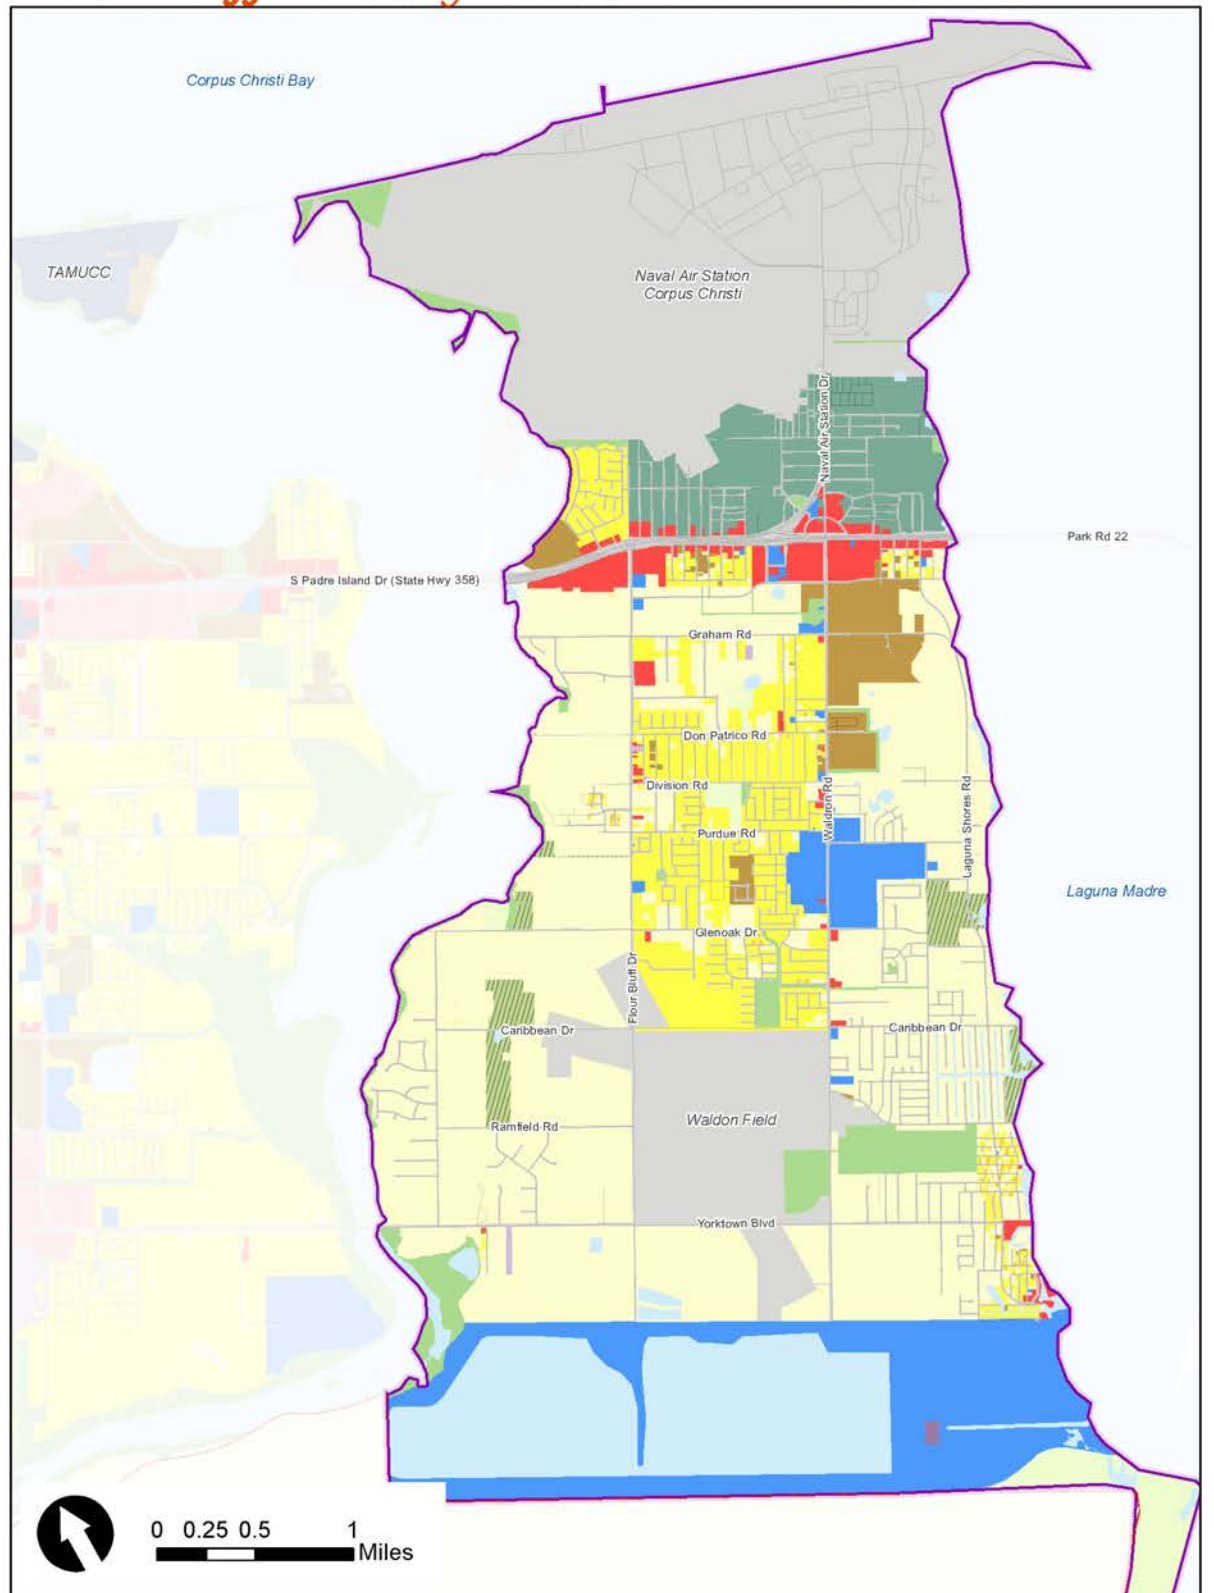 Corpus Christi Bay
TAMUCC
Naval Air Station
Corpus Christi
Naval Air Station Dr
Park Rd 22
S Padre Island Dr (State Hwy 358)
Graham Rd
Don Patrico Rd
Division Rd
Waldron Rd
Laguna Shores Rd
Purdue Rd
Laguna Madre
Glenoak Dr
Flour Bluff Dr
Caribbean Dr
Caribbean Dr
Waldon Field
Ramfield Rd
Yorktown Blvd
0 0.25 0.5 1
Miles